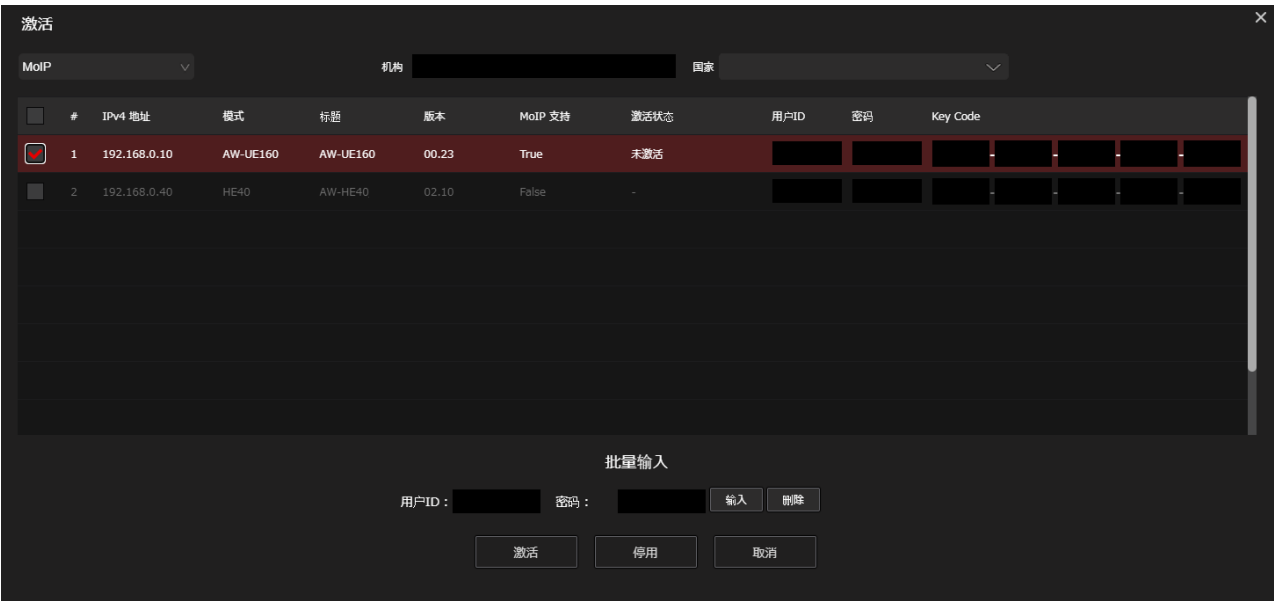 激活
MoIP 机构 国家
# IPv4 地址 模式 标题 版本 MoIP 支持 激活状态 用户ID 密码 Key Code
1 192.168.0.10 AW-UE160 AW-UE160 00.23 True 未激活 - - - -
2 192.168.0.40 HE40 AW-HE40 02.10 False - - - - -
批量输入
用户ID： 密码： 输入 删除
激活 停用 取消